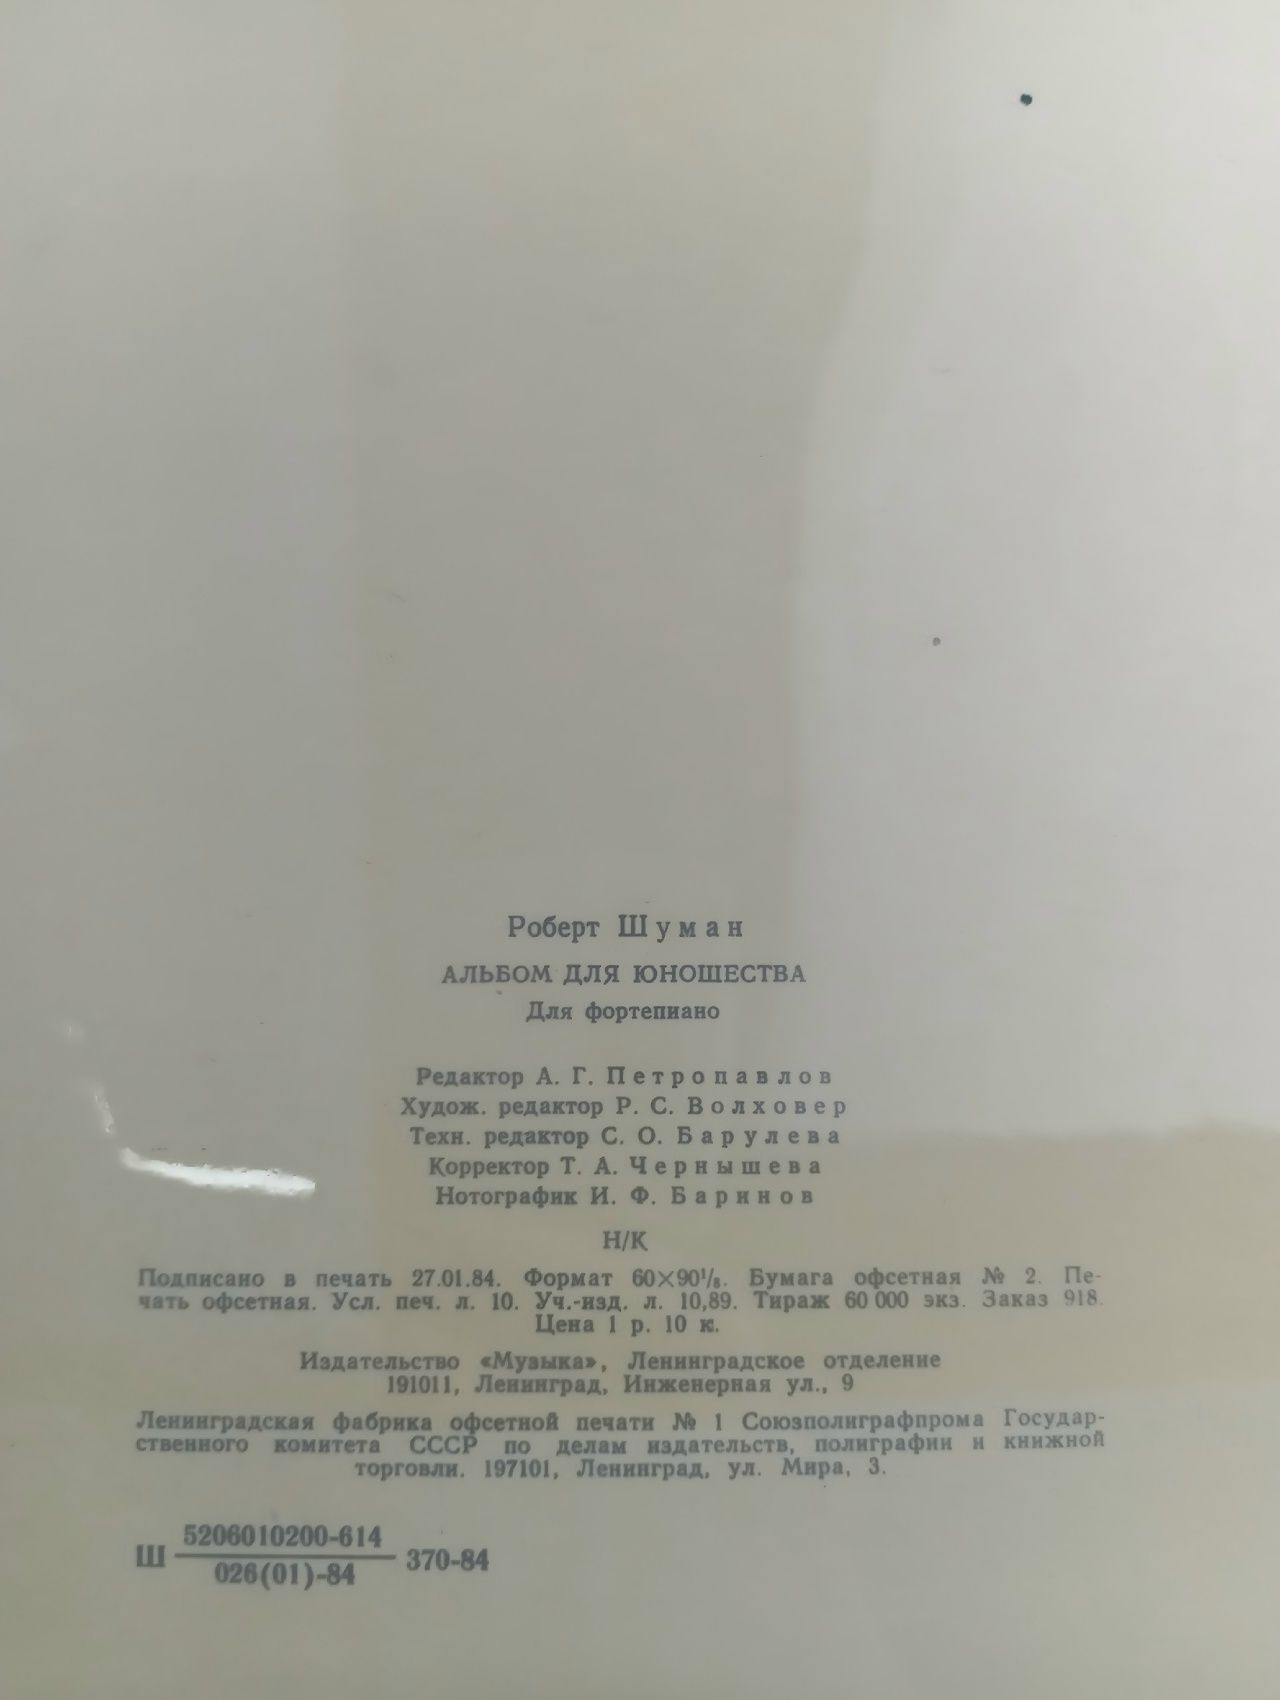 Роберт Шуман
АЛЬБОМ ДЛЯ ЮНОШЕСТВА
Для фортепиано
Редактор А. Г. Петропавлов
Худож. редактор Р. С. Волховер
Техн. редактор С. О. Барулева
Корректор Т. А. Чернышева
Нотографик И. Ф. Баринов
Н/К
Подписано в печать 27.01.84. Формат 60×90¹/₈. Бумага офсетная № 2. Пе-
чать офсетная. Усл. печ. л. 10. Уч.-изд. л. 10,89. Тираж 60 000 экз. Заказ 918.
Цена 1 р. 10 к.
Издательство «Музыка», Ленинградское отделение
191011, Ленинград, Инженерная ул., 9
Ленинградская фабрика офсетной печати № 1 Союзполиграфпрома Государ-
ственного комитета СССР по делам издательств, полиграфии и книжной
торговли. 197101, Ленинград, ул. Мира, 3.
5206010200-614
Ш 370-84
026(01)-84